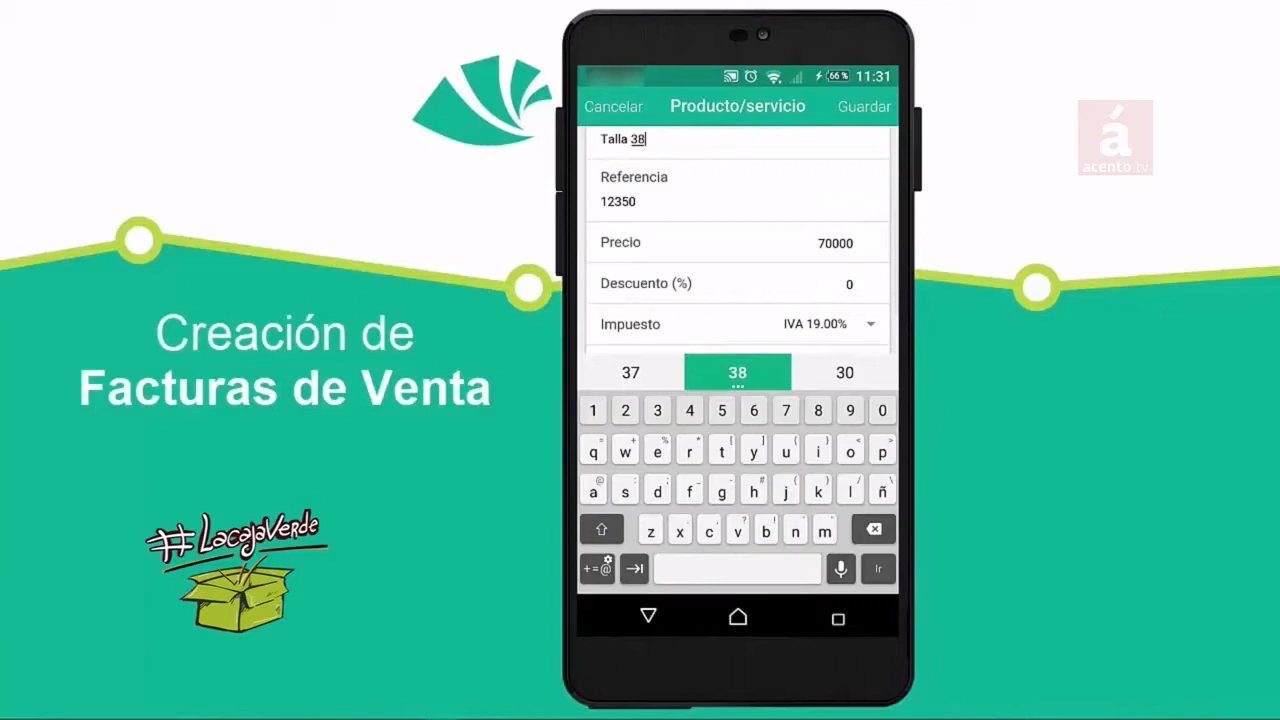 66 %
11:31
Cancelar
Producto/servicio
Guardar
á
acento.tv
Talla 38
Referencia
12350
Precio
70000
Descuento (%)
0
Impuesto
IVA 19.00%
Creación de
Facturas de Venta
37
38
30
1 2 3 4 5 6 7 8 9 0
q w e r t y u i o p
a s d f g h j k l ñ
z x c v b n m
+=@
Ir
#LacajaVerde